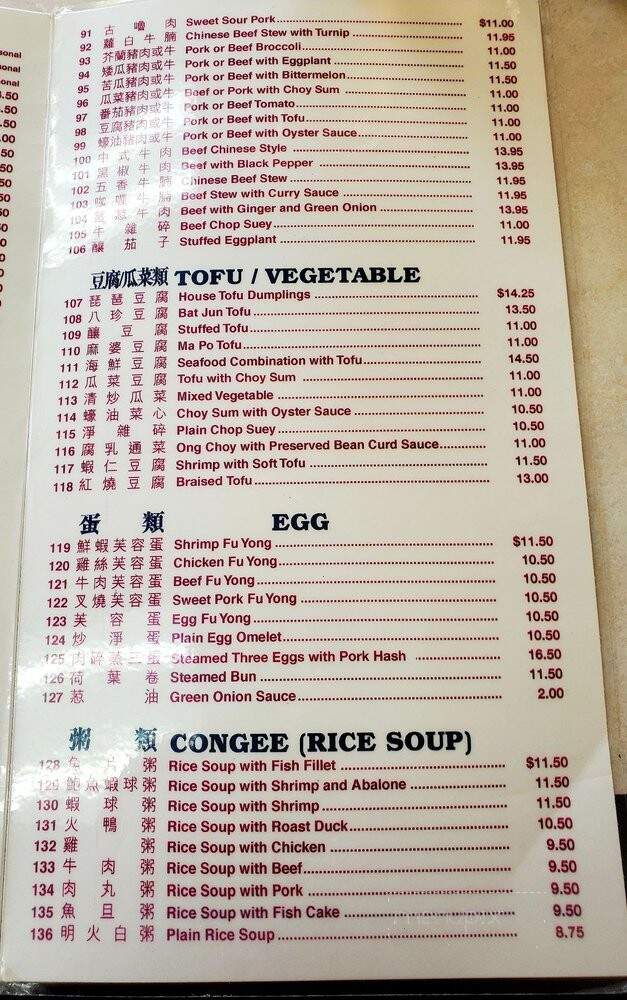 sonal
sonal
sonal
91 古嚕肉 Sweet Sour Pork $11.00
92 蘿白牛腩 Chinese Beef Stew with Turnip 11.95
93 芥蘭豬肉或牛 Pork or Beef Broccoli 11.00
94 矮瓜豬肉或牛 Pork or Beef with Eggplant 11.50
95 苦瓜豬肉或牛 Pork or Beef with Bittermelon 11.50
96 瓜菜豬肉或牛 Beef or Pork with Choy Sum 11.00
97 番茄豬肉或牛 Pork or Beef Tomato 11.00
98 豆腐豬肉或牛 Pork or Beef with Tofu 11.00
99 蠔油豬肉或牛 Pork or Beef with Oyster Sauce 11.00
100 中式牛肉 Beef Chinese Style 13.95
101 黑椒牛肉 Beef with Black Pepper 13.95
102 五香牛腩 Chinese Beef Stew 11.95
103 咖喱牛腩 Beef Stew with Curry Sauce 11.95
104 薑葱牛肉 Beef with Ginger and Green Onion 13.95
105 牛雜碎 Beef Chop Suey 11.00
106 釀茄子 Stuffed Eggplant 11.95
豆腐/瓜菜類 TOFU / VEGETABLE
107 琵琶豆腐 House Tofu Dumplings $14.25
108 八珍豆腐 Bat Jun Tofu 13.50
109 釀豆腐 Stuffed Tofu 11.00
110 麻婆豆腐 Ma Po Tofu 11.00
111 海鮮豆腐 Seafood Combination with Tofu 14.50
112 瓜菜豆腐 Tofu with Choy Sum 11.00
113 清炒瓜菜 Mixed Vegetable 11.00
114 蠔油菜心 Choy Sum with Oyster Sauce 10.50
115 淨雜碎 Plain Chop Suey 10.50
116 腐乳通菜 Ong Choy with Preserved Bean Curd Sauce 11.00
117 蝦仁豆腐 Shrimp with Soft Tofu 11.50
118 紅燒豆腐 Braised Tofu 13.00
蛋類 EGG
119 鮮蝦芙容蛋 Shrimp Fu Yong $11.50
120 雞絲芙容蛋 Chicken Fu Yong 10.50
121 牛肉芙容蛋 Beef Fu Yong 10.50
122 叉燒芙容蛋 Sweet Pork Fu Yong 10.50
123 芙容蛋 Egg Fu Yong 10.50
124 炒淨蛋 Plain Egg Omelet 10.50
125 肉碎蒸三蛋 Steamed Three Eggs with Pork Hash 16.50
126 荷葉卷 Steamed Bun 11.50
127 葱油 Green Onion Sauce 2.00
粥類 CONGEE (RICE SOUP)
128 魚片粥 Rice Soup with Fish Fillet $11.50
129 鮑魚蝦球粥 Rice Soup with Shrimp and Abalone 11.50
130 蝦球粥 Rice Soup with Shrimp 11.50
131 火鴨粥 Rice Soup with Roast Duck 10.50
132 雞粥 Rice Soup with Chicken 9.50
133 牛肉粥 Rice Soup with Beef 9.50
134 肉丸粥 Rice Soup with Pork 9.50
135 魚旦粥 Rice Soup with Fish Cake 9.50
136 明火白粥 Plain Rice Soup 8.75